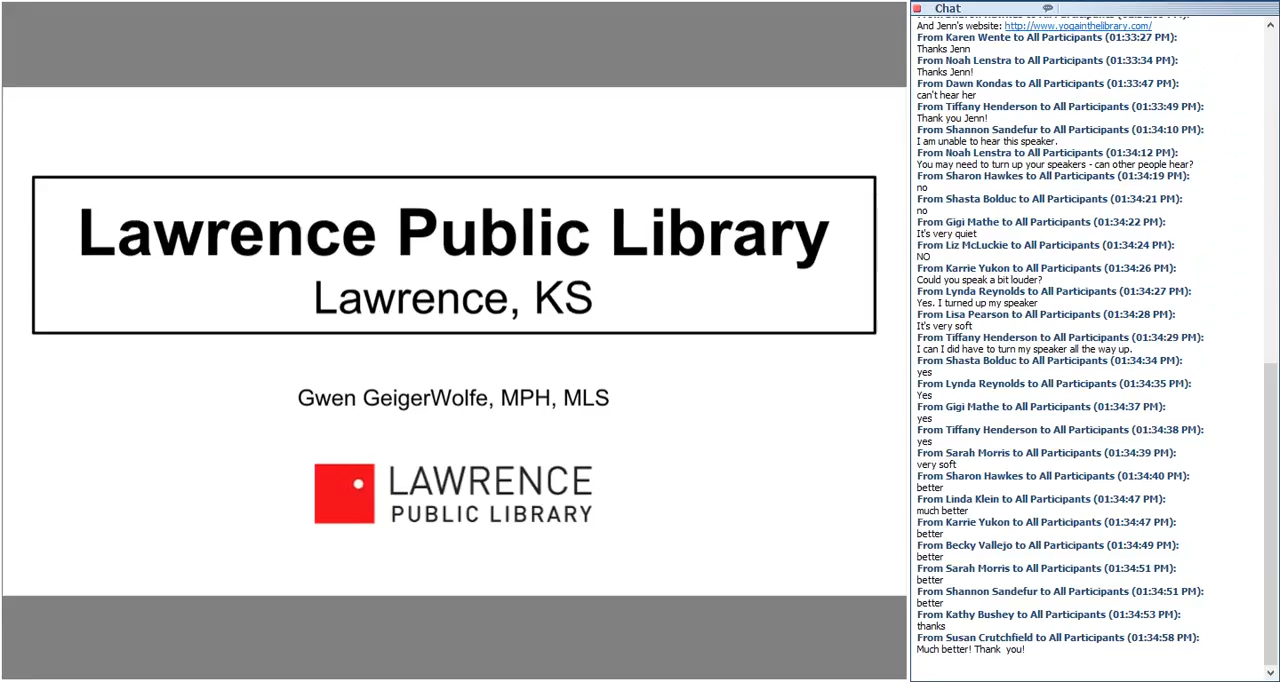 Lawrence Public Library
Lawrence, KS
Gwen GeigerWolfe, MPH, MLS
LAWRENCE
PUBLIC LIBRARY
Chat
And Jenn's website: http://www.yogainthelibrary.com/
From Karen Wente to All Participants (01:33:27 PM):
Thanks Jenn
From Noah Lenstra to All Participants (01:33:34 PM):
Thanks Jenn!
From Dawn Kondas to All Participants (01:33:47 PM):
can't hear her
From Tiffany Henderson to All Participants (01:33:49 PM):
Thank you Jenn!
From Shannon Sandefur to All Participants (01:34:10 PM):
I am unable to hear this speaker.
From Noah Lenstra to All Participants (01:34:12 PM):
You may need to turn up your speakers - can other people hear?
From Sharon Hawkes to All Participants (01:34:19 PM):
no
From Shasta Bolduc to All Participants (01:34:21 PM):
no
From Gigi Mathe to All Participants (01:34:22 PM):
It's very quiet
From Liz McLuckie to All Participants (01:34:24 PM):
NO
From Karrie Yukon to All Participants (01:34:26 PM):
Could you speak a bit louder?
From Lynda Reynolds to All Participants (01:34:27 PM):
Yes. I turned up my speaker
From Lisa Pearson to All Participants (01:34:28 PM):
It's very soft
From Tiffany Henderson to All Participants (01:34:29 PM):
I can I did have to turn my speaker all the way up.
From Shasta Bolduc to All Participants (01:34:34 PM):
yes
From Lynda Reynolds to All Participants (01:34:35 PM):
Yes
From Gigi Mathe to All Participants (01:34:37 PM):
yes
From Tiffany Henderson to All Participants (01:34:38 PM):
yes
From Sarah Morris to All Participants (01:34:39 PM):
very soft
From Sharon Hawkes to All Participants (01:34:40 PM):
better
From Linda Klein to All Participants (01:34:47 PM):
much better
From Karrie Yukon to All Participants (01:34:47 PM):
better
From Becky Vallejo to All Participants (01:34:49 PM):
better
From Sarah Morris to All Participants (01:34:51 PM):
better
From Shannon Sandefur to All Participants (01:34:51 PM):
better
From Kathy Bushey to All Participants (01:34:53 PM):
thanks
From Susan Crutchfield to All Participants (01:34:58 PM):
Much better! Thank  you!